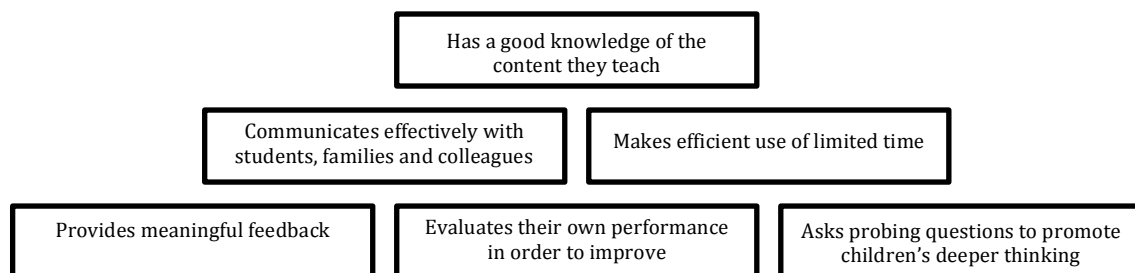 Has a good knowledge of the
content they teach
Communicates effectively with
students, families and colleagues
Makes efficient use of limited time
Provides meaningful feedback
Evaluates their own performance
in order to improve
Asks probing questions to promote
children’s deeper thinking